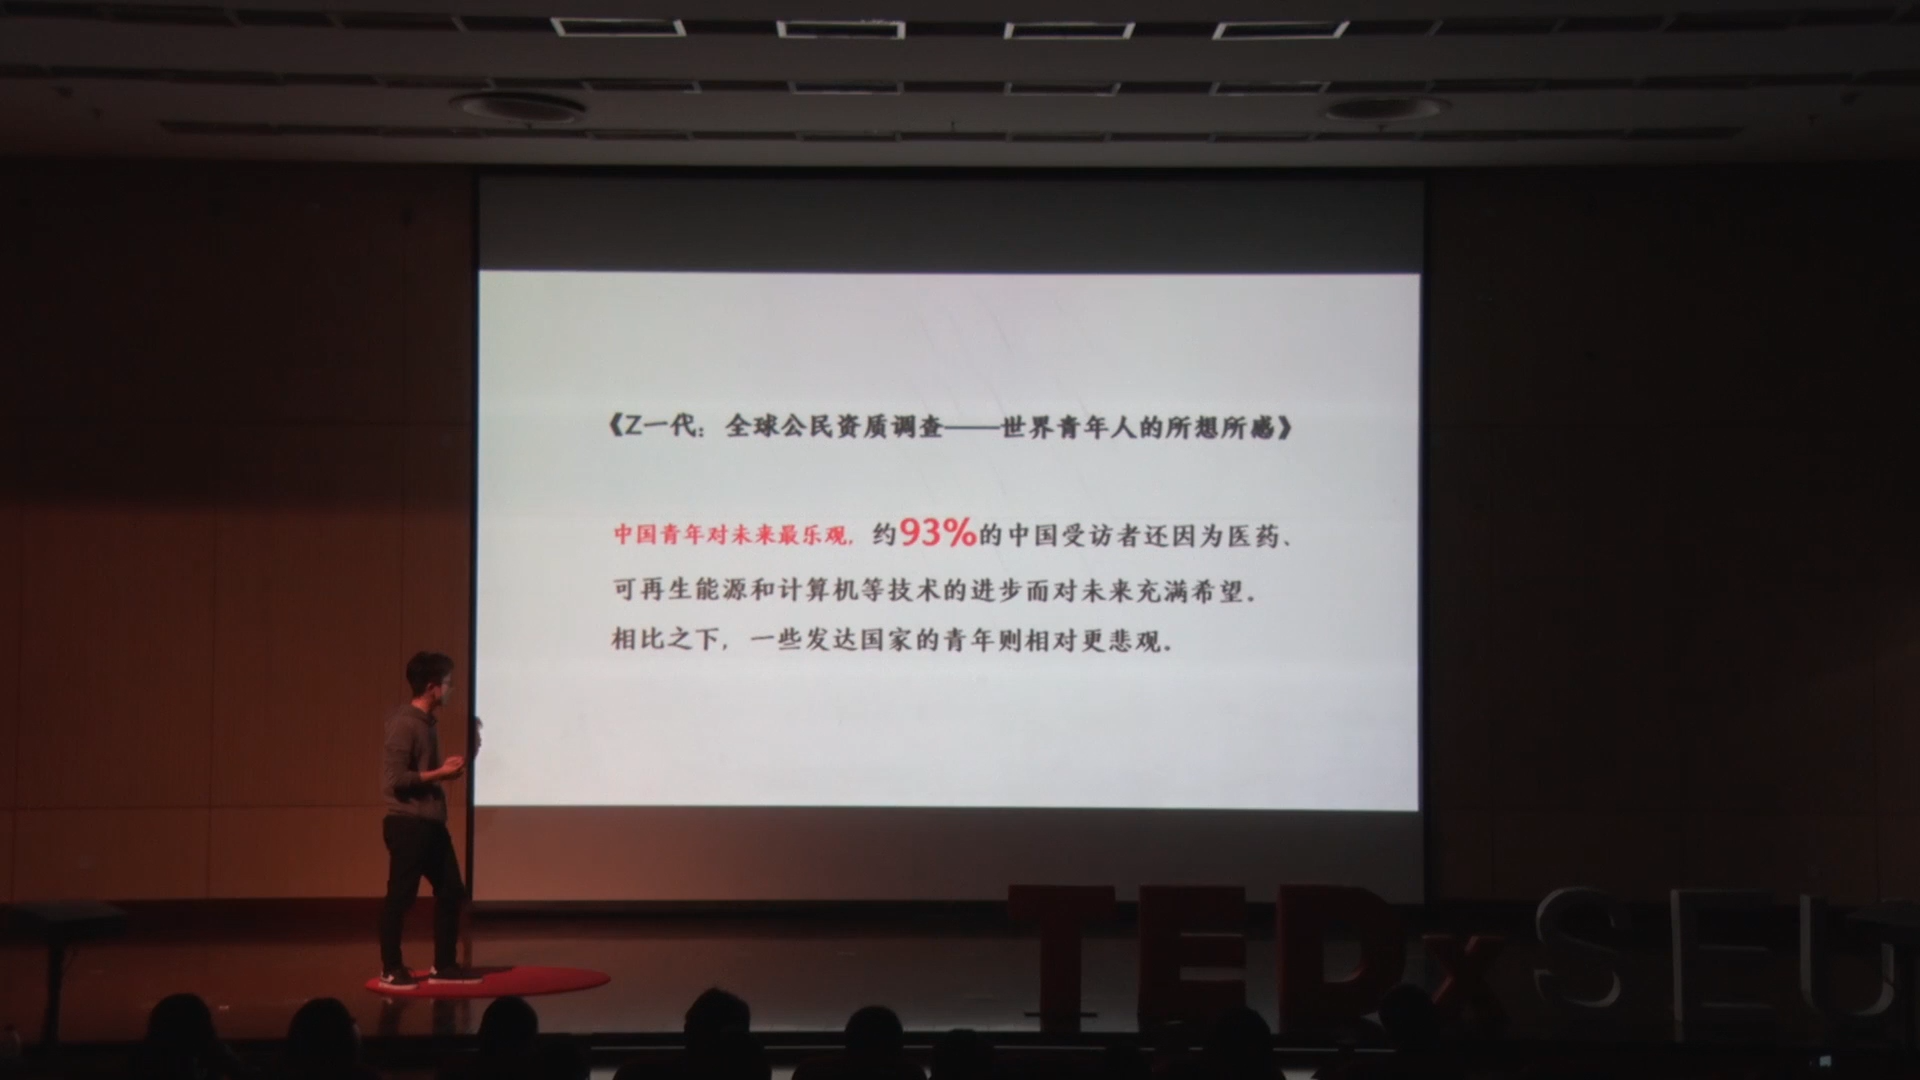 《Z一代：全球公民资质调查——世界青年人的所想所感》
中国青年对未来最乐观，约93%的中国受访者还因为医药、
可再生能源和计算机等技术的进步而对未来充满希望。
相比之下，一些发达国家的青年则相对更悲观。
TEDx SEU